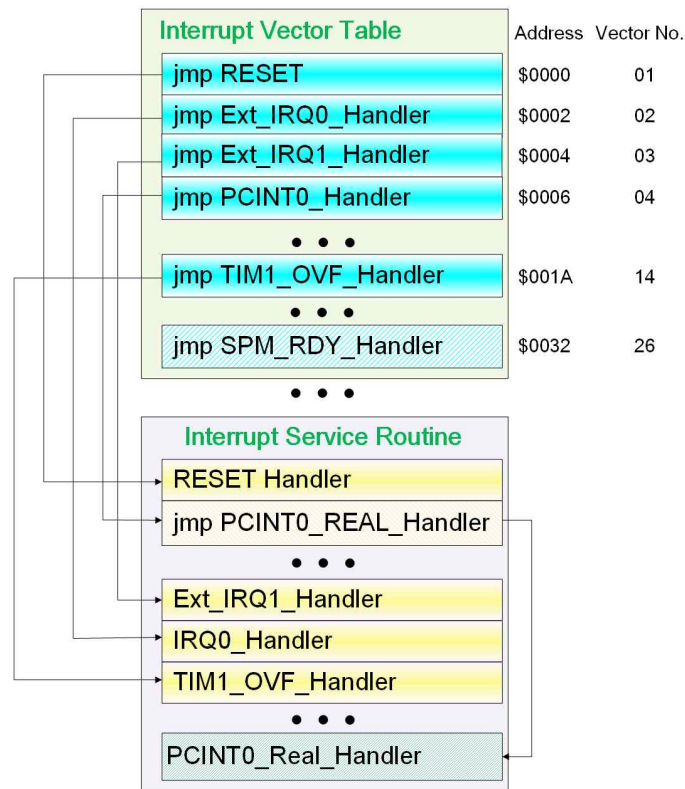 Interrupt Vector Table Address Vector No.
jmp RESET $0000 01
jmp Ext_IRQ0_Handler $0002 02
jmp Ext_IRQ1_Handler $0004 03
jmp PCINT0_Handler $0006 04
jmp TIM1_OVF_Handler $001A 14
jmp SPM_RDY_Handler $0032 26
Interrupt Service Routine
RESET Handler
jmp PCINT0_REAL_Handler
Ext_IRQ1_Handler
IRQ0_Handler
TIM1_OVF_Handler
PCINT0_Real_Handler